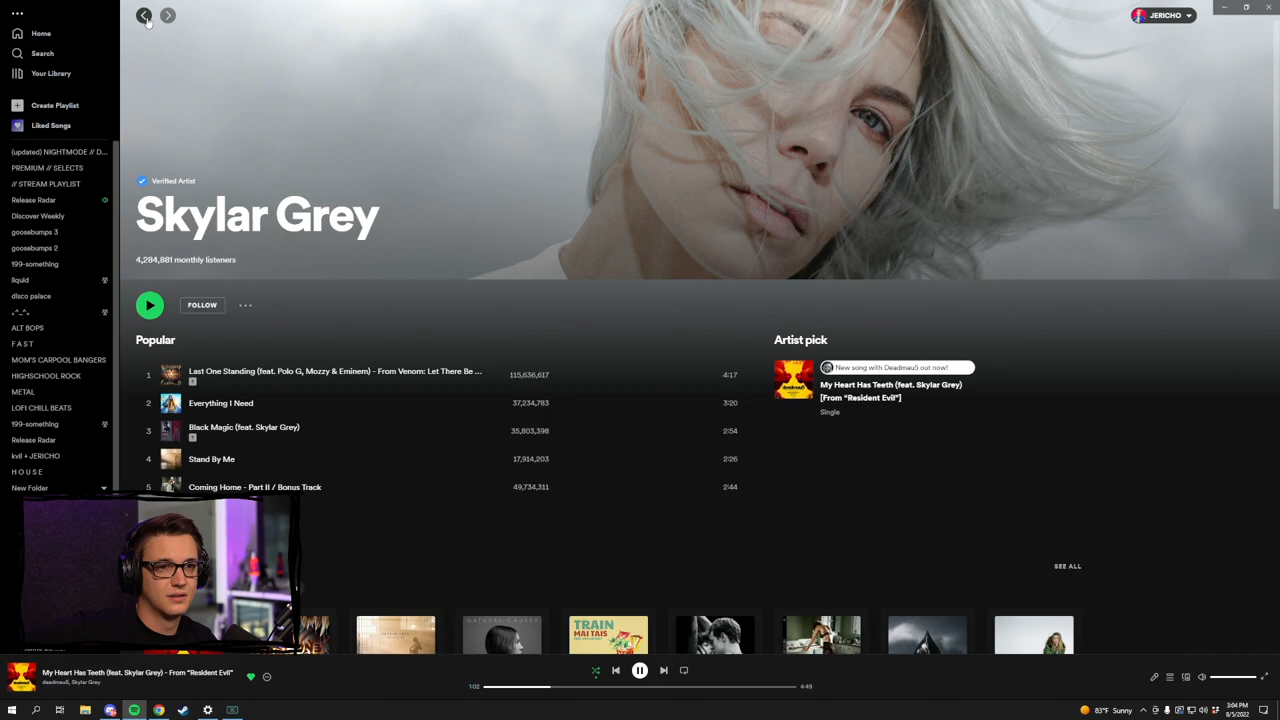 JERICHO
Home
Search
Your Library
Create Playlist
Liked Songs
(updated) NIGHTMODE // D...
PREMIUM // SELECTS
// STREAM PLAYLIST
Release Radar
Discover Weekly
goosebumps 3
goosebumps 2
199-something
liquid
disco palace
ALT BOPS
F A S T
MOM'S CARPOOL BANGERS
HIGHSCHOOL ROCK
METAL
LOFI CHILL BEATS
199-something
Release Radar
kvll + JERICHO
H O U S E
New Folder
Verified Artist
Skylar Grey
4,284,881 monthly listeners
FOLLOW
Popular
1 Last One Standing (feat. Polo G, Mozzy & Eminem) - From Venom: Let There Be ... 115,636,617 4:17
E
2 Everything I Need 37,234,783 3:20
3 Black Magic (feat. Skylar Grey) 35,803,398 2:54
E
4 Stand By Me 17,914,203 2:26
5 Coming Home - Part II / Bonus Track 49,734,311 2:44
Artist pick
New song with Deadmau5 out now!
My Heart Has Teeth (feat. Skylar Grey)
[From "Resident Evil"]
Single
SEE ALL
NATURAL CAUSES
TRAIN
MAI TAIS
My Heart Has Teeth (feat. Skylar Grey) - From "Resident Evil"
deadmau5, Skylar Grey
1:02
4:49
83°F Sunny
3:04 PM
8/5/2022